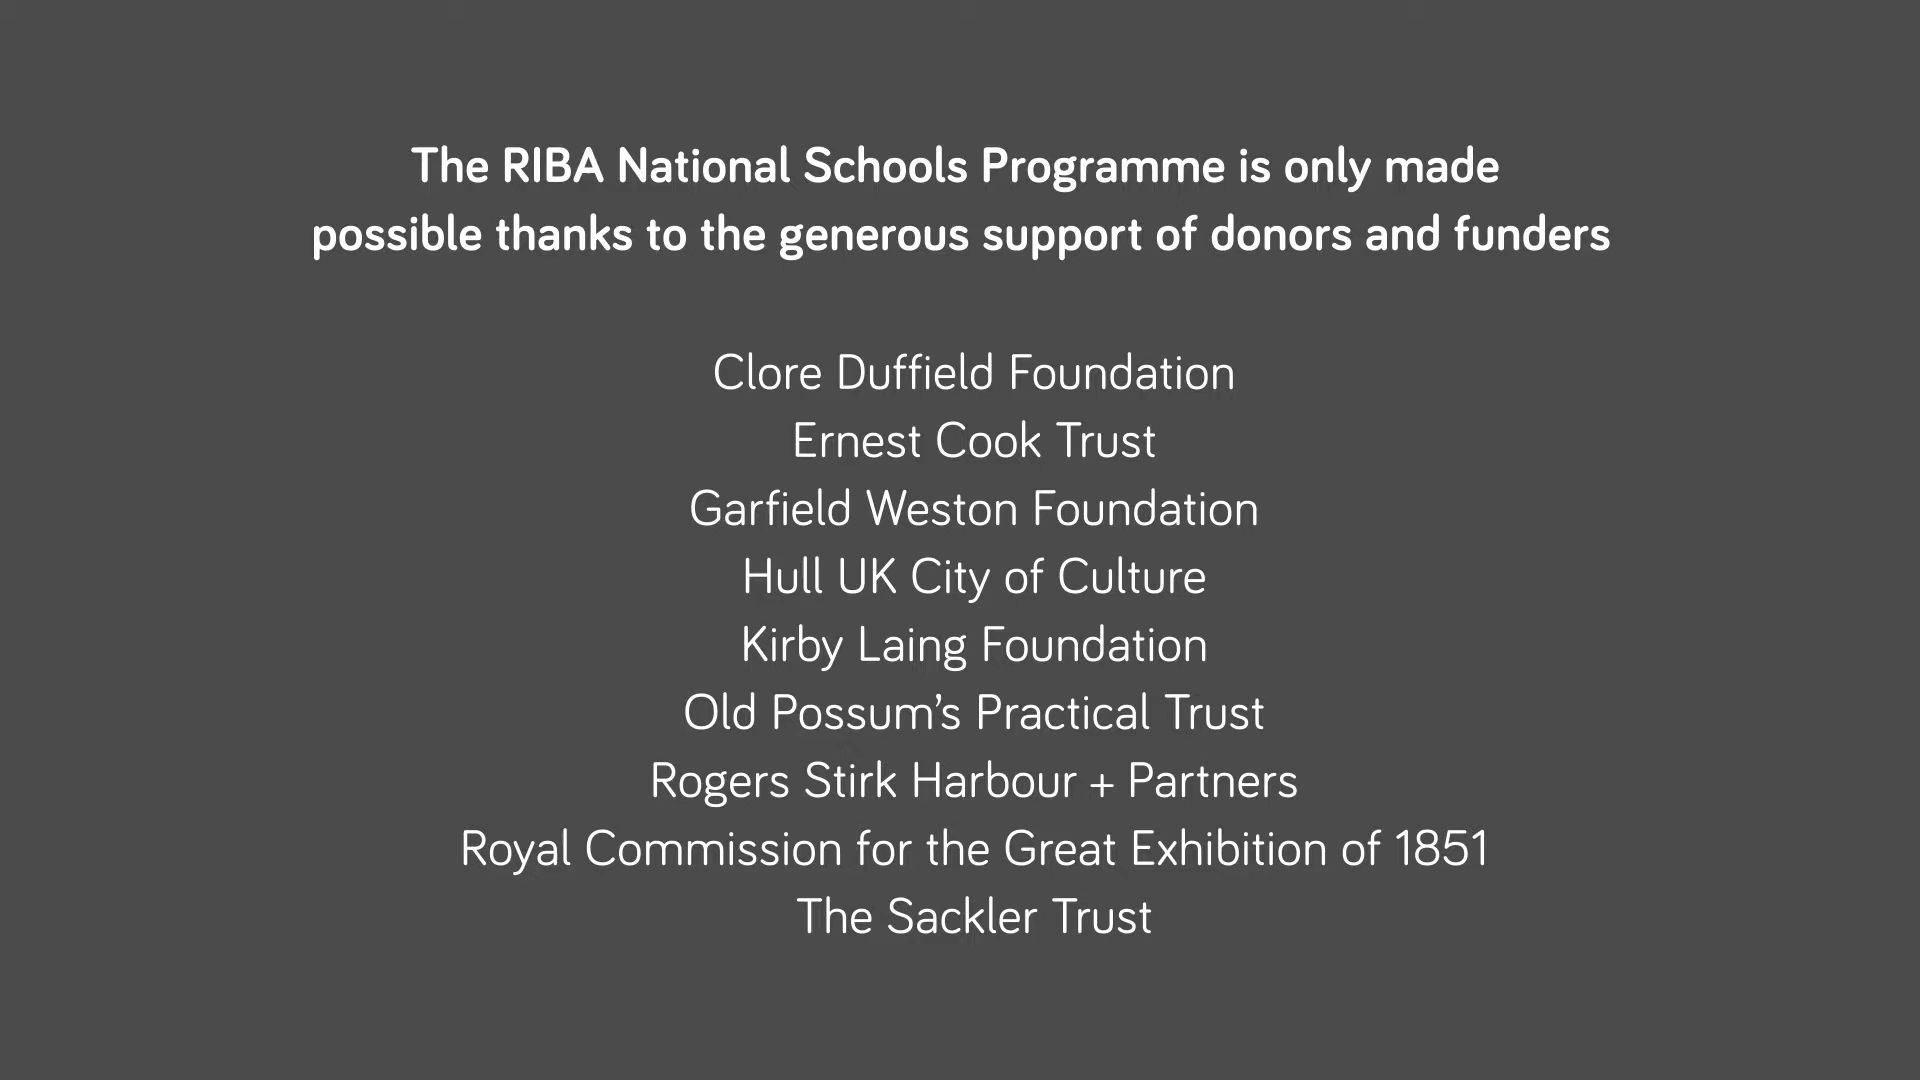 The RIBA National Schools Programme is only made
possible thanks to the generous support of donors and funders
Clore Duffield Foundation
Ernest Cook Trust
Garfield Weston Foundation
Hull UK City of Culture
Kirby Laing Foundation
Old Possum’s Practical Trust
Rogers Stirk Harbour + Partners
Royal Commission for the Great Exhibition of 1851
The Sackler Trust